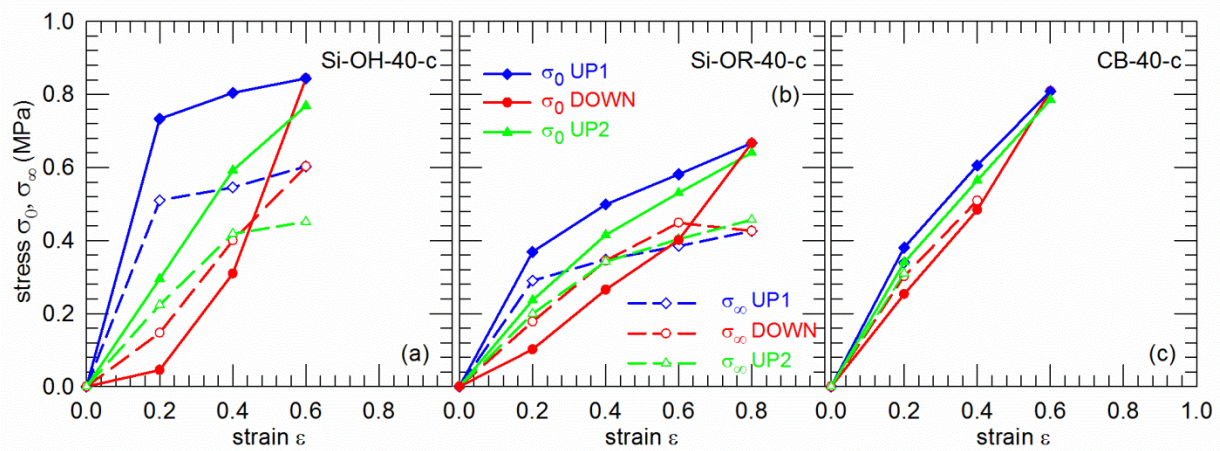 Si-OH-40-c
Si-OR-40-c
CB-40-c
σ₀ UP1
σ₀ DOWN
σ₀ UP2
(b)
σ∞ UP1
σ∞ DOWN
σ∞ UP2
(a)
(c)
stress σ₀, σ∞ (MPa)
1.0
0.8
0.6
0.4
0.2
0.0
0.0 0.2 0.4 0.6 0.8
0.0 0.2 0.4 0.6 0.8
0.0 0.2 0.4 0.6 0.8 1.0
strain ε
strain ε
strain ε